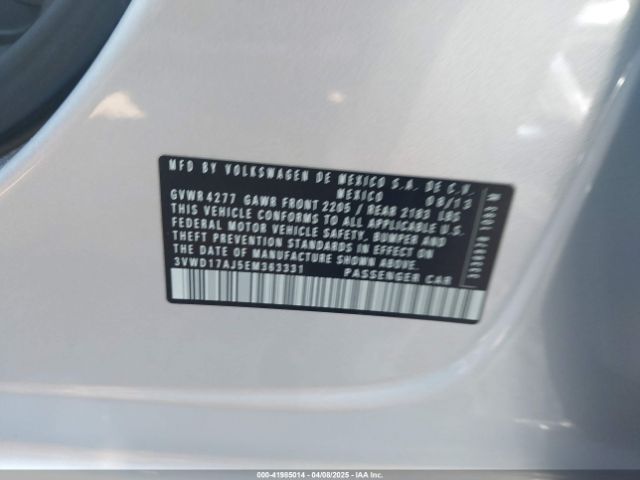 MFD BY VOLKSWAGEN DE MEXICO S.A. DE C.V.
MEXICO 08/13
GVWR 4277 GAWR FRONT 2205 / REAR 2183 LBS
THIS VEHICLE CONFORMS TO ALL APPLICABLE U.S.
FEDERAL MOTOR VEHICLE SAFETY, BUMPER AND
THEFT PREVENTION STANDARDS IN EFFECT ON
THE DATE OF MANUFACTURE SHOWN ABOVE.
3VWD17AJ5EM363331 PASSENGER CAR
000-41985014 | 04/08/2025 | IAA Inc.